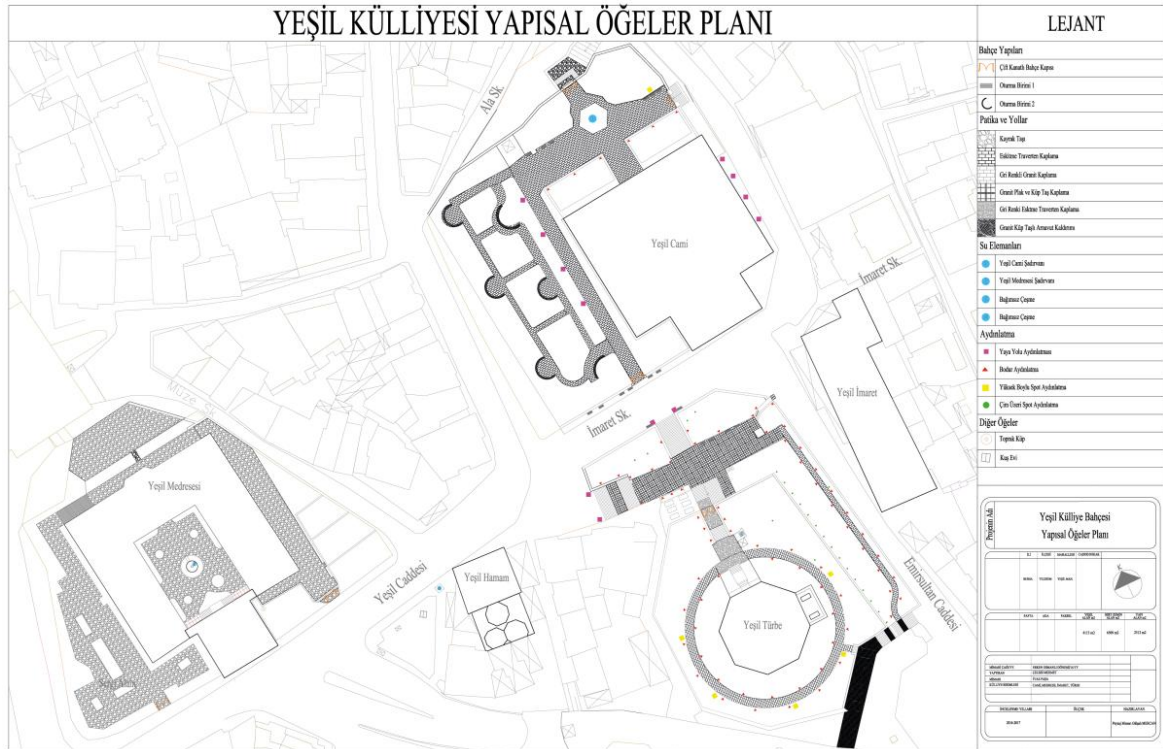 YEŞİL KÜLLİYESİ YAPISAL ÖĞELER PLANI
Ala Sk.
Yeşil Cami
İmaret Sk.
Yeşil İmaret
İmaret Sk.
Müze
Yeşil Medresesi
Yeşil Caddesi
Yeşil Hamam
Yeşil Türbe
Emirsultan Caddesi
LEJANT
Bahçe Yapıları
Çift Kanatlı Bahçe Kapısı
Oturma Birimi 1
Oturma Birimi 2
Patika ve Yollar
Kayrak Taşı
Eskitme Traverten Kaplama
Gri Renkli Granit Kaplama
Granit Plak ve Küp Taş Kaplama
Gri Renkli Eskitme Traverten Kaplama
Granit Küp Taşlı Arnavut Kaldırımı
Su Elemanları
Yeşil Cami Şadırvanı
Yeşil Medresesi Şadırvanı
Bağımsız Çeşme
Bağımsız Çeşme
Aydınlatma
Yaya Yolu Aydınlatması
Bodur Aydınlatma
Yüksek Boylu Spot Aydınlatma
Çim Üzeri Spot Aydınlatma
Diğer Öğeler
Toprak Küp
Kuş Evi
Projenin Adı
Yeşil Külliye Bahçesi
Yapısal Öğeler Planı